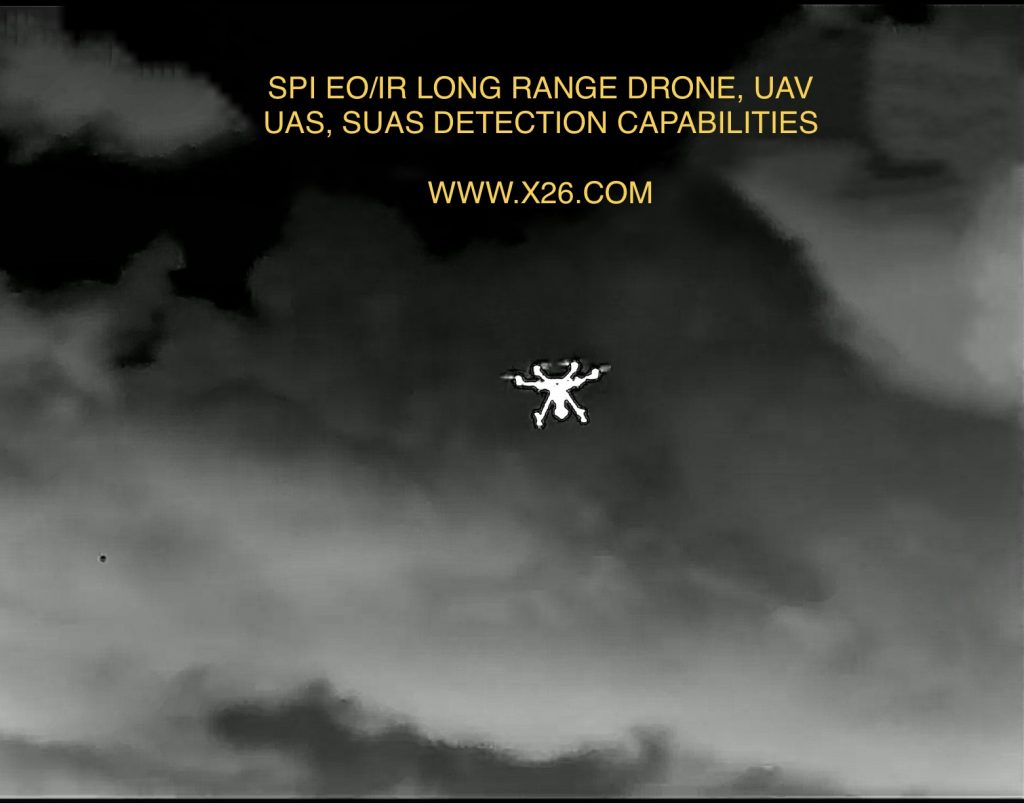 SPI EO/IR LONG RANGE DRONE, UAV
UAS, SUAS DETECTION CAPABILITIES
WWW.X26.COM